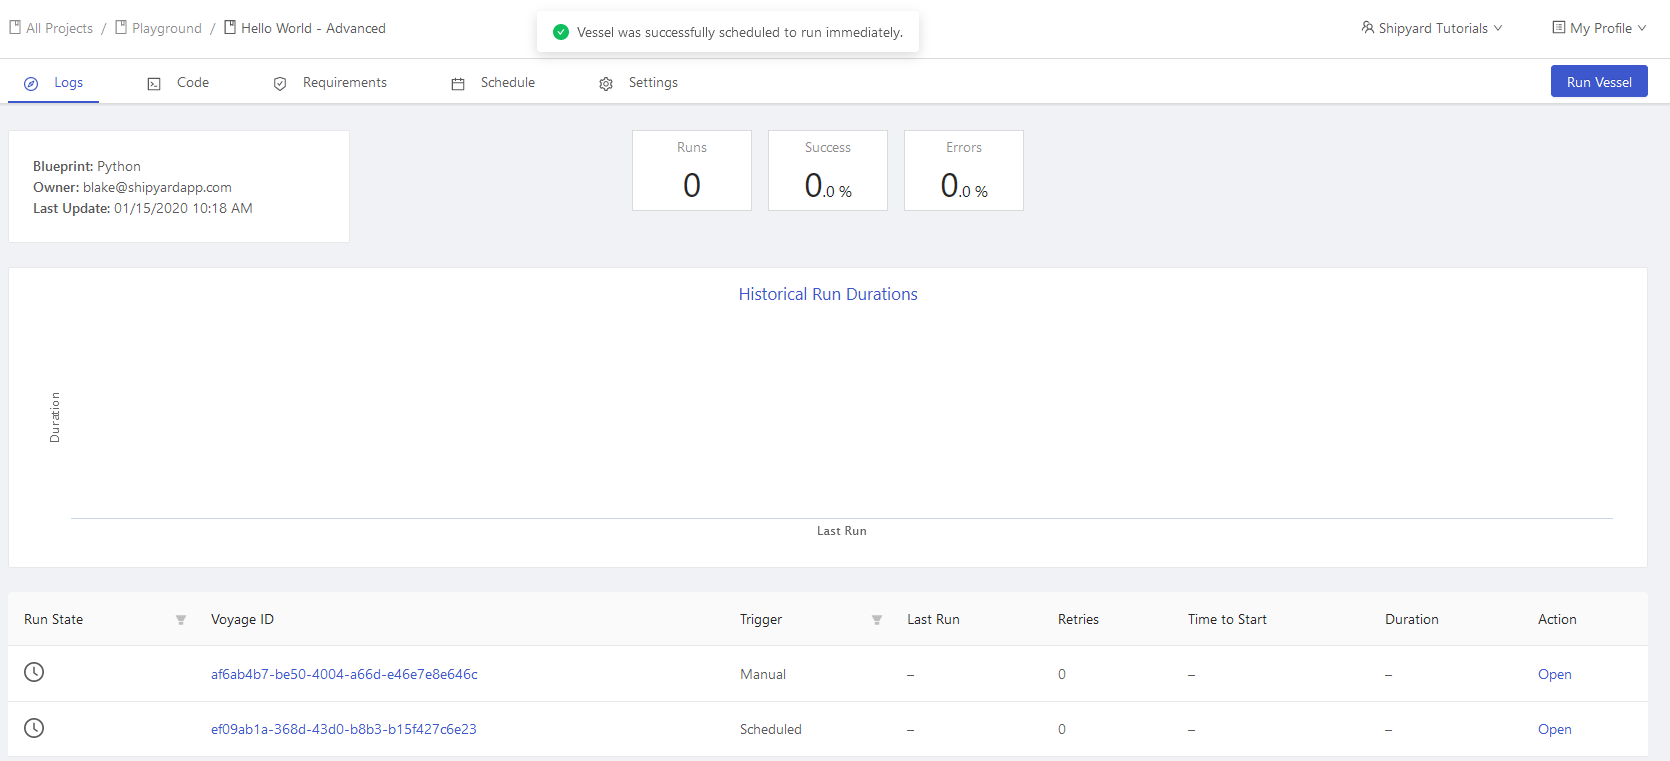 All Projects / Playground / Hello World - Advanced
Vessel was successfully scheduled to run immediately.
Shipyard Tutorials
My Profile
Logs
Code
Requirements
Schedule
Settings
Run Vessel
Blueprint: Python
Owner: blake@shipyardapp.com
Last Update: 01/15/2020 10:18 AM
Runs
0
Success
0.0 %
Errors
0.0 %
Historical Run Durations
Duration
Last Run
Run State Voyage ID Trigger Last Run Retries Time to Start Duration Action
af6ab4b7-be50-4004-a66d-e46e7e8e646c Manual – 0 – – Open
ef09ab1a-368d-43d0-b8b3-b15f427c6e23 Scheduled – 0 – – Open